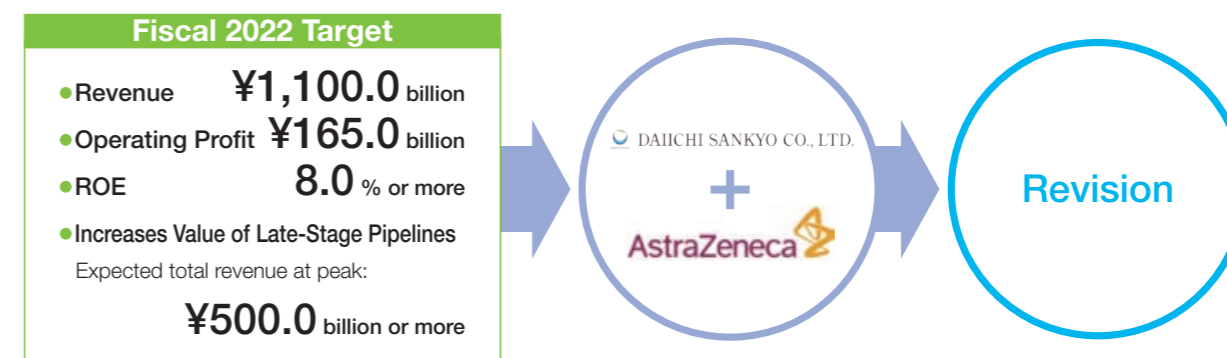 Fiscal 2022 Target
●Revenue ¥1,100.0 billion
●Operating Profit ¥165.0 billion
●ROE 8.0 % or more
●Increases Value of Late-Stage Pipelines
Expected total revenue at peak:
¥500.0 billion or more
DAIICHI SANKYO CO., LTD.
+
AstraZeneca
Revision